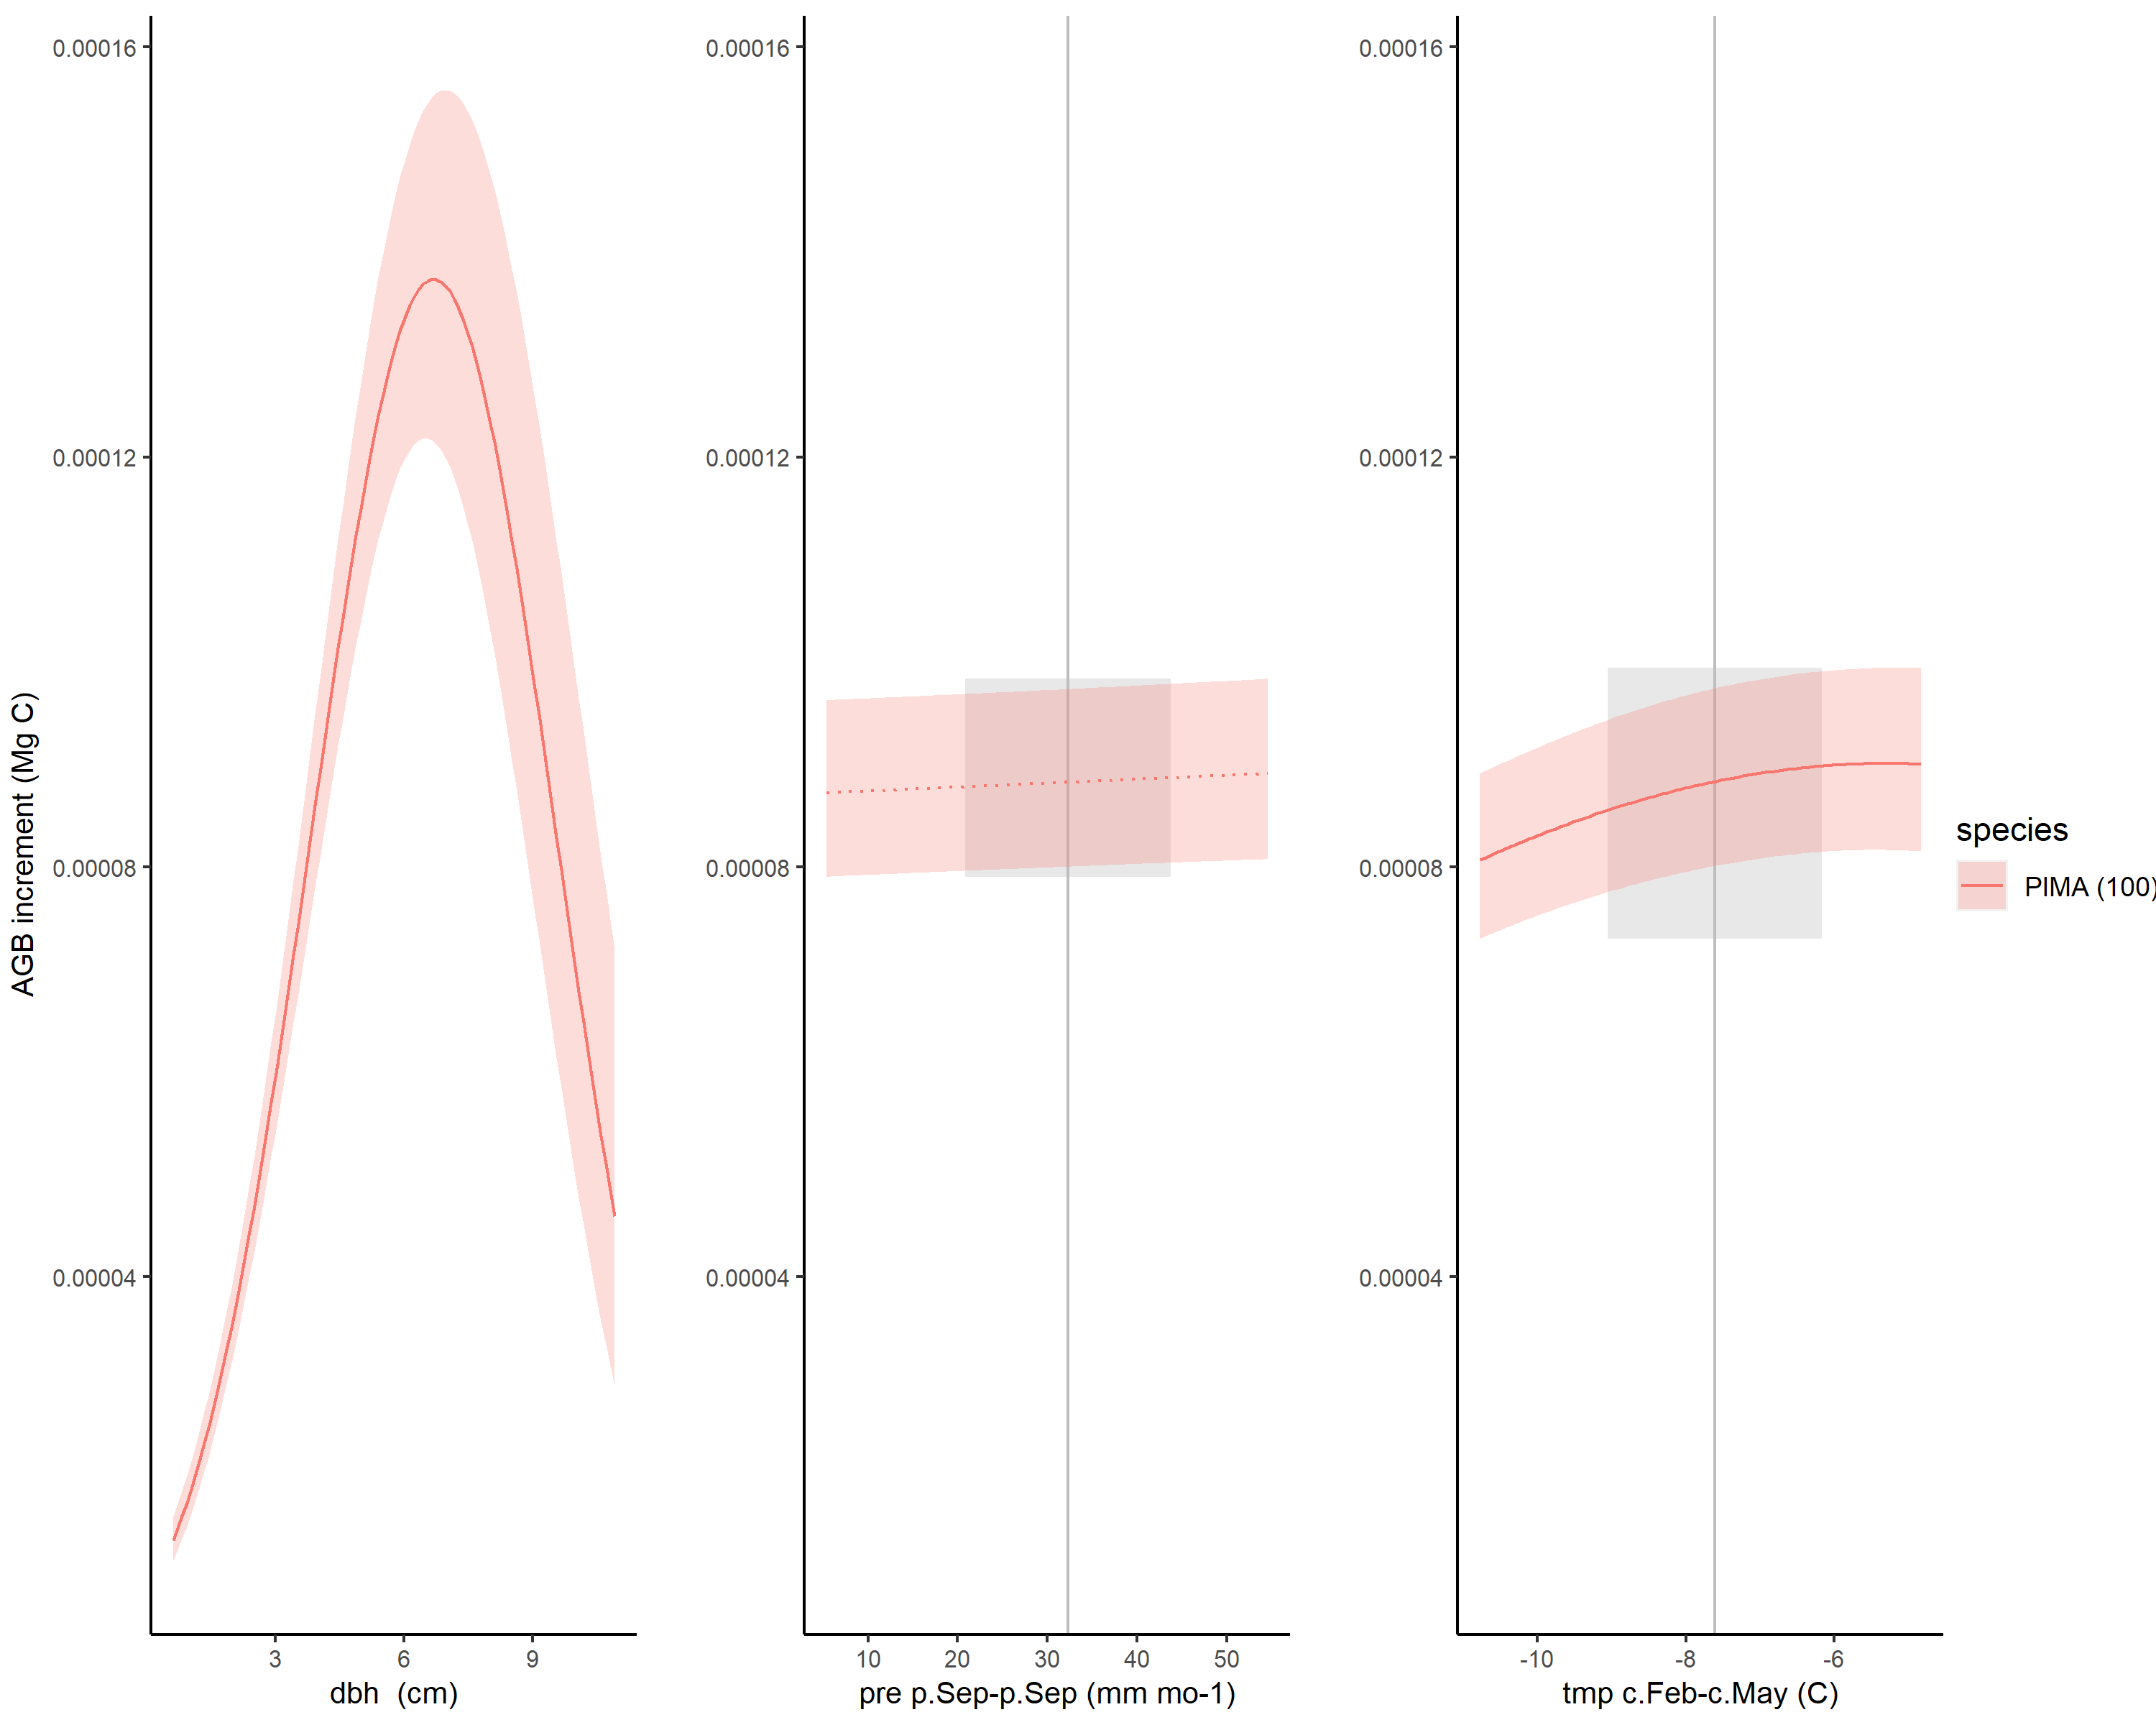 AGB increment (Mg C)
0.00016
0.00012
0.00008
0.00004
3 6 9
dbh  (cm)
0.00016
0.00012
0.00008
0.00004
10 20 30 40 50
pre p.Sep-p.Sep (mm mo-1)
0.00016
0.00012
0.00008
0.00004
-10 -8 -6
tmp c.Feb-c.May (C)
species
PIMA (100)